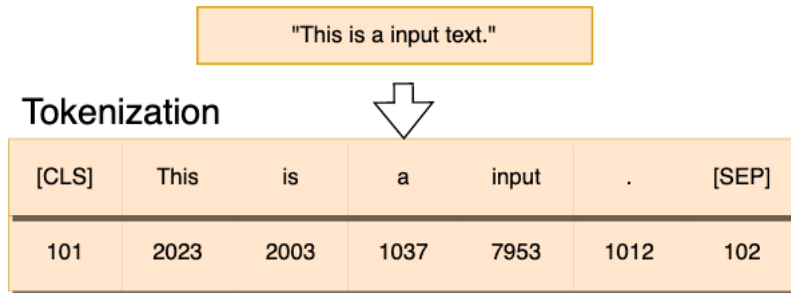 "This is a input text."
Tokenization
[CLS] This is a input . [SEP]
101 2023 2003 1037 7953 1012 102